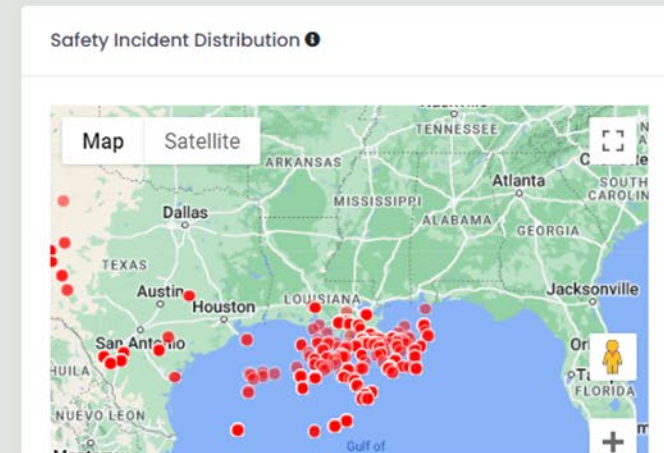 Safety Incident Distribution
Map Satellite
TENNESSEE
ARKANSAS
Atlanta
SOUTH
CAROLIN
Dallas
MISSISSIPPI
ALABAMA
GEORGIA
TEXAS
Austin
Houston
LOUISIANA
Jacksonville
San Antonio
HUILA
FLORIDA
NUEVO LEON
Gulf of